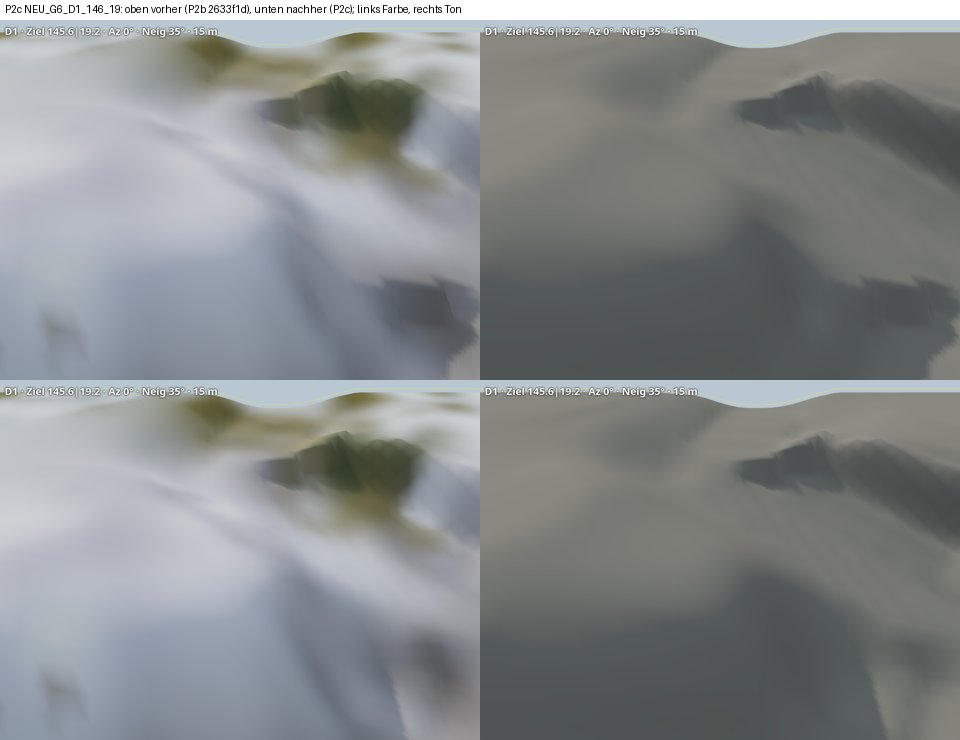 P2c NEU_G6_D1_146_19: oben vorher (P2b 2633f1d), unten nachher (P2c); links Farbe, rechts Ton
D1 · Ziel 145.6|19.2 · Az 0° · Neig 35° · 15 m
D1 · Ziel 145.6|19.2 · Az 0° · Neig 35° · 15 m
D1 · Ziel 145.6|19.2 · Az 0° · Neig 35° · 15 m
D1 · Ziel 145.6|19.2 · Az 0° · Neig 35° · 15 m